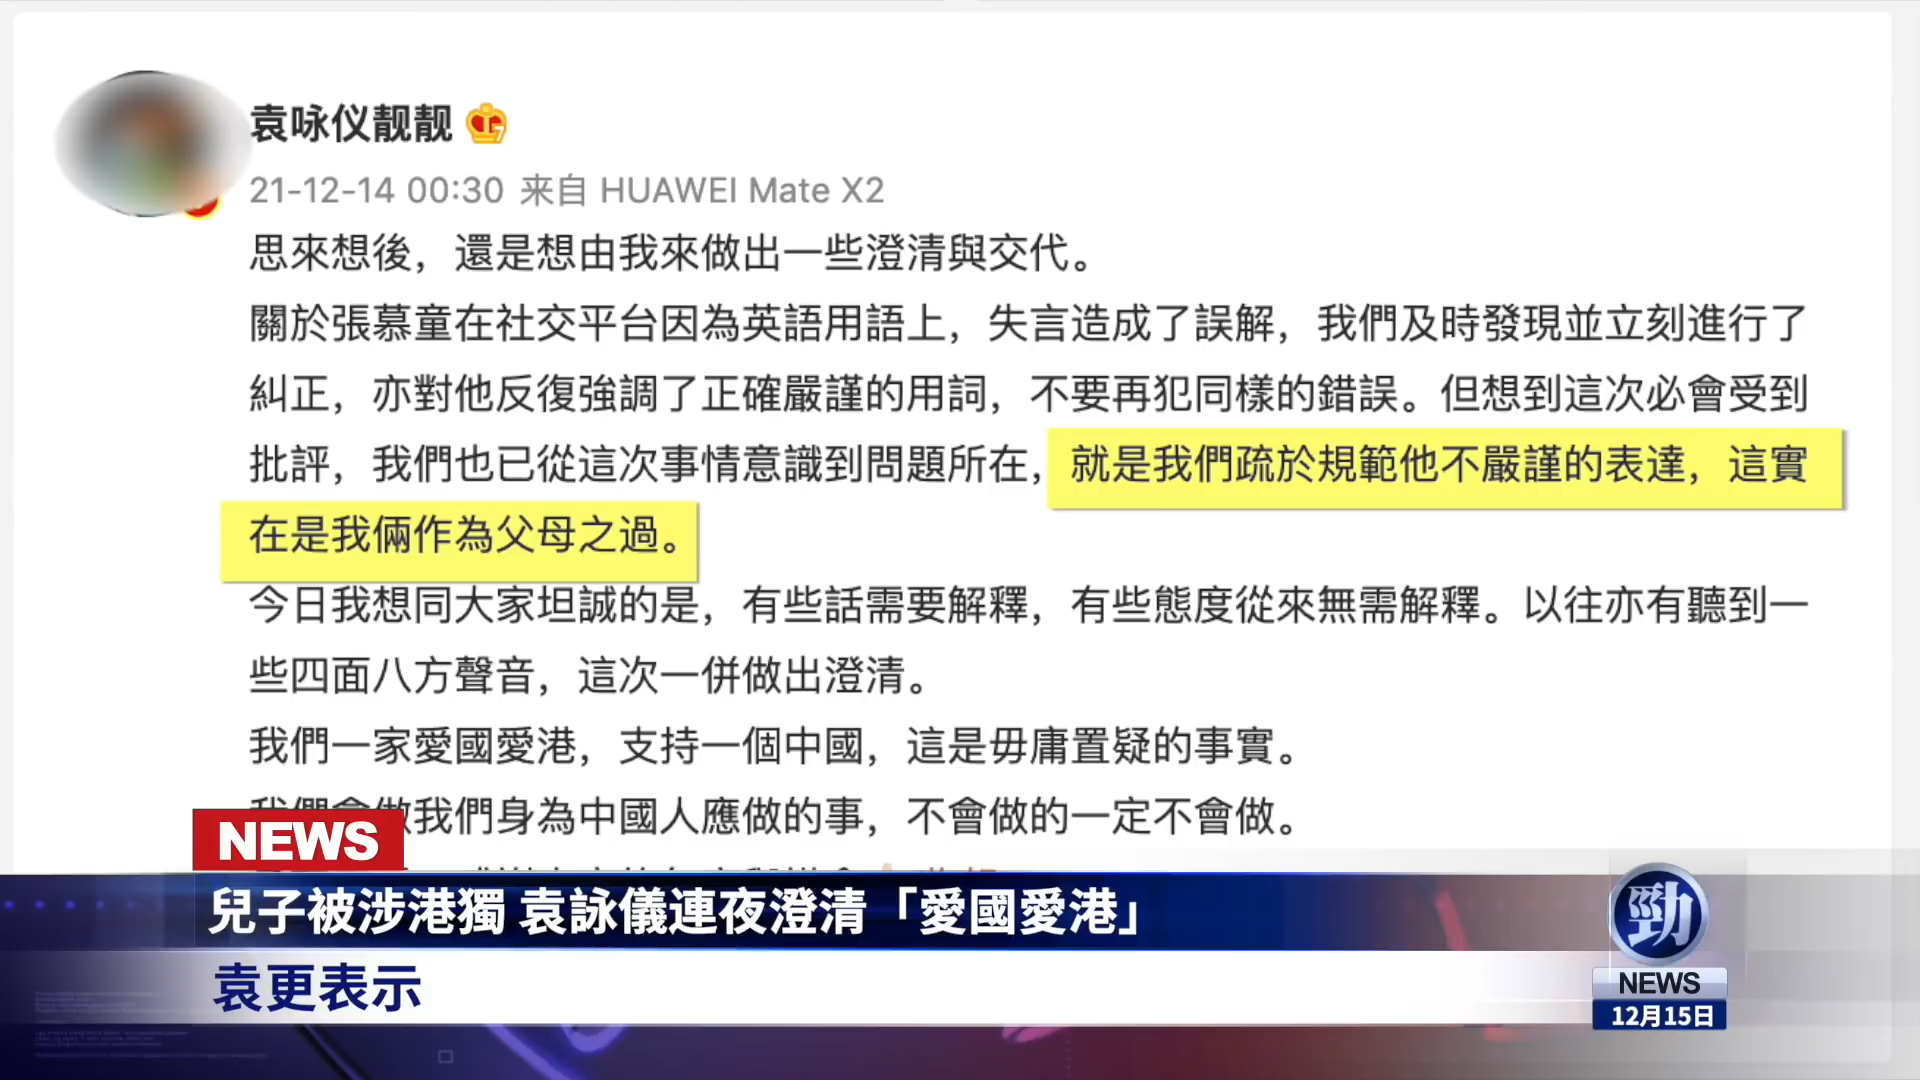 袁咏仪靓靓
21-12-14 00:30 来自 HUAWEI Mate X2
思來想後，還是想由我來做出一些澄清與交代。
關於張慕童在社交平台因為英語用語上，失言造成了誤解，我們及時發現並立刻進行了
糾正，亦對他反復強調了正確嚴謹的用詞，不要再犯同樣的錯誤。但想到這次必會受到
批評，我們也已從這次事情意識到問題所在，就是我們疏於規範他不嚴謹的表達，這實
在是我倆作為父母之過。
今日我想同大家坦誠的是，有些話需要解釋，有些態度從來無需解釋。以往亦有聽到一
些四面八方聲音，這次一併做出澄清。
我們一家愛國愛港，支持一個中國，這是毋庸置疑的事實。
我們會做我們身為中國人應做的事，不會做的一定不會做。
NEWS
兒子被涉港獨 袁詠儀連夜澄清「愛國愛港」
袁更表示
勁
NEWS
12月15日